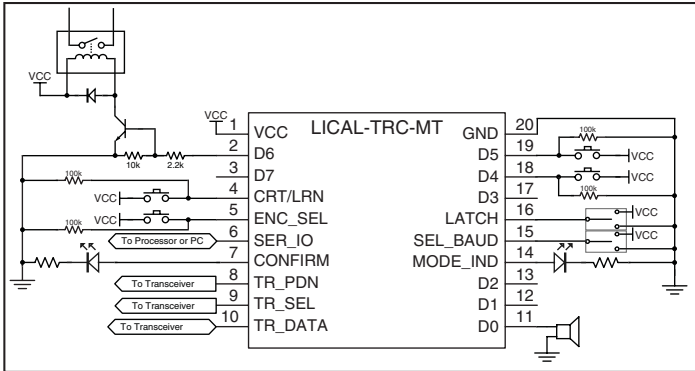 VCC
VCC
LICAL-TRC-MT
1 VCC
2 D6
3 D7
4 CRT/LRN
5 ENC_SEL
6 SER_IO
7 CONFIRM
8 TR_PDN
9 TR_SEL
10 TR_DATA
20 GND
19 D5
18 D4
17 D3
16 LATCH
15 SEL_BAUD
14 MODE_IND
13 D2
12 D1
11 D0
10k
2.2k
100k
VCC
VCC
100k
To Processor or PC
To Transceiver
To Transceiver
To Transceiver
100k
VCC
VCC
100k
VCC
VCC